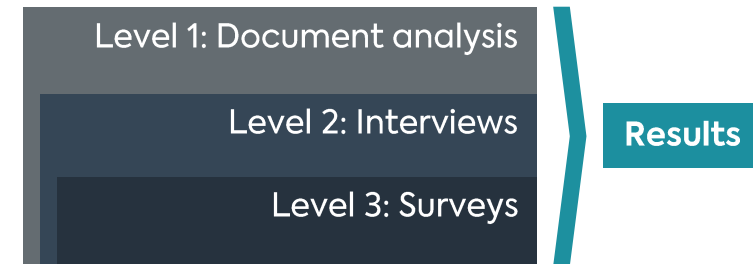 Level 1: Document analysis
Level 2: Interviews
Level 3: Surveys
Results